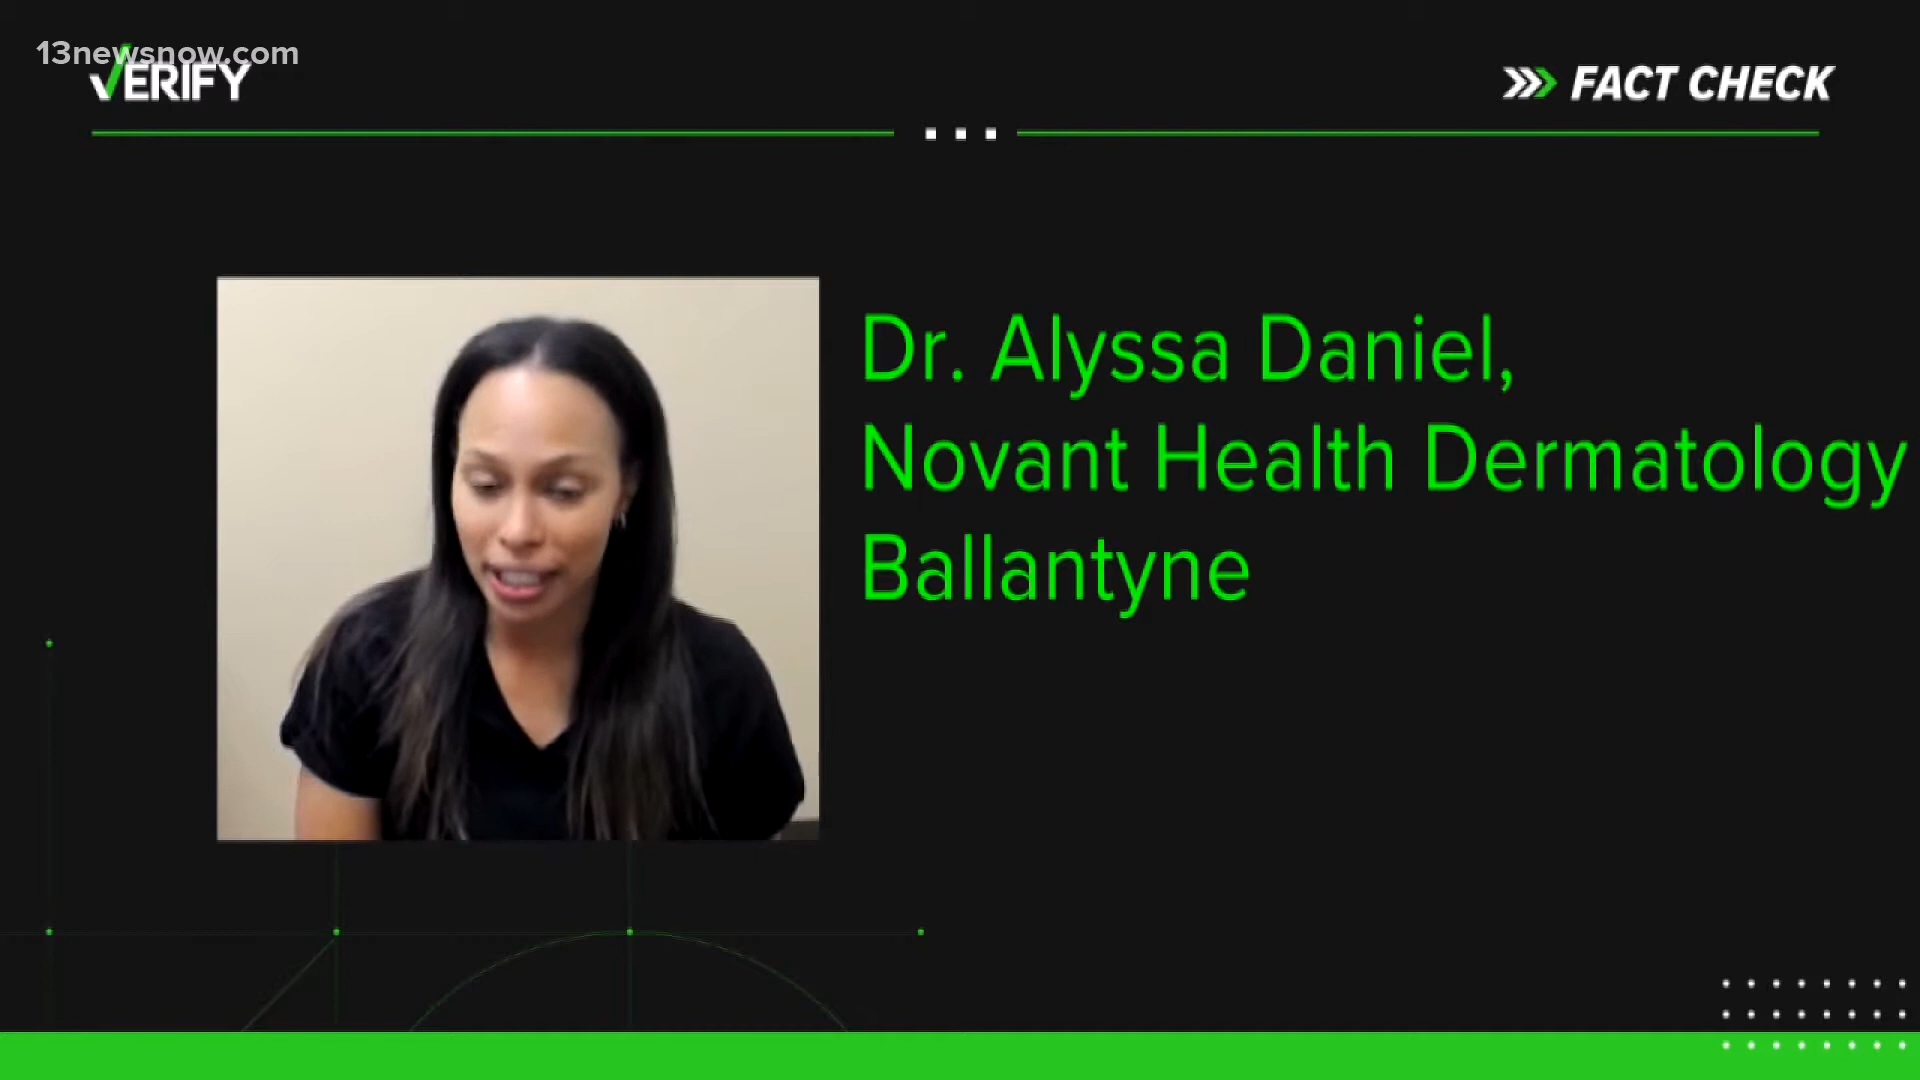 13newsnow.com
VERIFY
FACT CHECK
Dr. Alyssa Daniel,
Novant Health Dermatology
Ballantyne